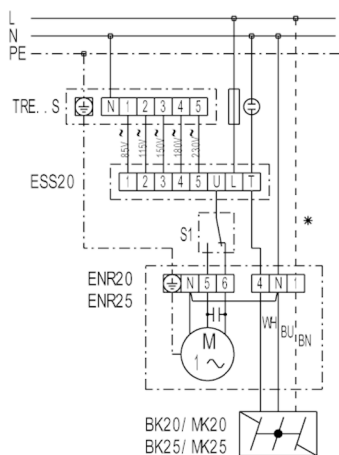 L
N
PE
TRE.. S
N 1 2 3 4 5
~ ~ ~ ~ ~
85V 115V 150V 180V 230V
ESS20
1 2 3 4 5 U L T
*
S1
ENR20
ENR25
N 5 6 4 N 1
WH BU BN
M
1 ~
BK20/ MK20
BK25/ MK25